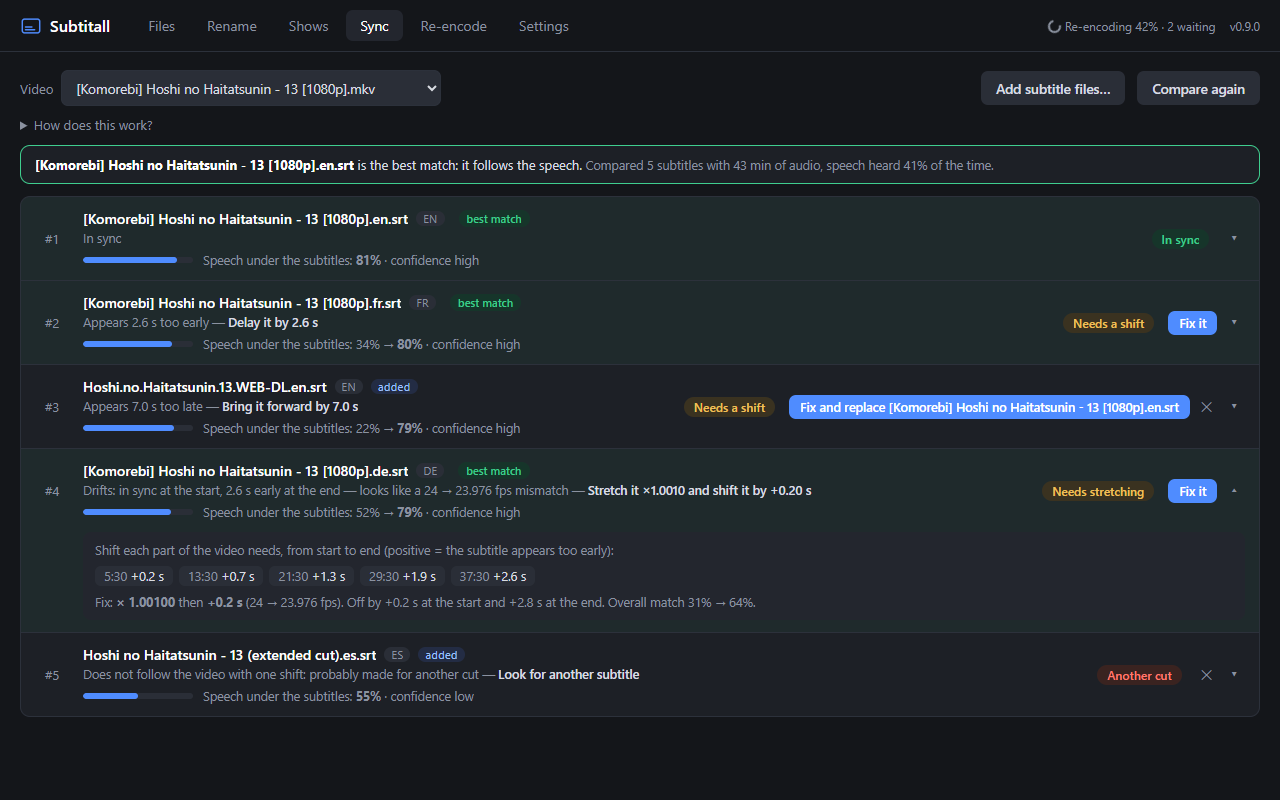 Subtitall
Files
Rename
Shows
Sync
Re-encode
Settings
Re-encoding 42% · 2 waiting
v0.9.0
Video
[Komorebi] Hoshi no Haitatsunin - 13 [1080p].mkv
Add subtitle files...
Compare again
▶ How does this work?
[Komorebi] Hoshi no Haitatsunin - 13 [1080p].en.srt is the best match: it follows the speech. Compared 5 subtitles with 43 min of audio, speech heard 41% of the time.
#1
[Komorebi] Hoshi no Haitatsunin - 13 [1080p].en.srt EN best match
In sync
Speech under the subtitles: 81% · confidence high
In sync
#2
[Komorebi] Hoshi no Haitatsunin - 13 [1080p].fr.srt FR best match
Appears 2.6 s too early — Delay it by 2.6 s
Speech under the subtitles: 34% → 80% · confidence high
Needs a shift
Fix it
#3
Hoshi.no.Haitatsunin.13.WEB-DL.en.srt EN added
Appears 7.0 s too late — Bring it forward by 7.0 s
Speech under the subtitles: 22% → 79% · confidence high
Needs a shift
Fix and replace [Komorebi] Hoshi no Haitatsunin - 13 [1080p].en.srt
#4
[Komorebi] Hoshi no Haitatsunin - 13 [1080p].de.srt DE best match
Drifts: in sync at the start, 2.6 s early at the end — looks like a 24 → 23.976 fps mismatch — Stretch it ×1.0010 and shift it by +0.20 s
Speech under the subtitles: 52% → 79% · confidence high
Needs stretching
Fix it
Shift each part of the video needs, from start to end (positive = the subtitle appears too early):
5:30 +0.2 s
13:30 +0.7 s
21:30 +1.3 s
29:30 +1.9 s
37:30 +2.6 s
Fix: × 1.00100 then +0.2 s (24 → 23.976 fps). Off by +0.2 s at the start and +2.8 s at the end. Overall match 31% → 64%.
#5
Hoshi no Haitatsunin - 13 (extended cut).es.srt ES added
Does not follow the video with one shift: probably made for another cut — Look for another subtitle
Speech under the subtitles: 55% · confidence low
Another cut